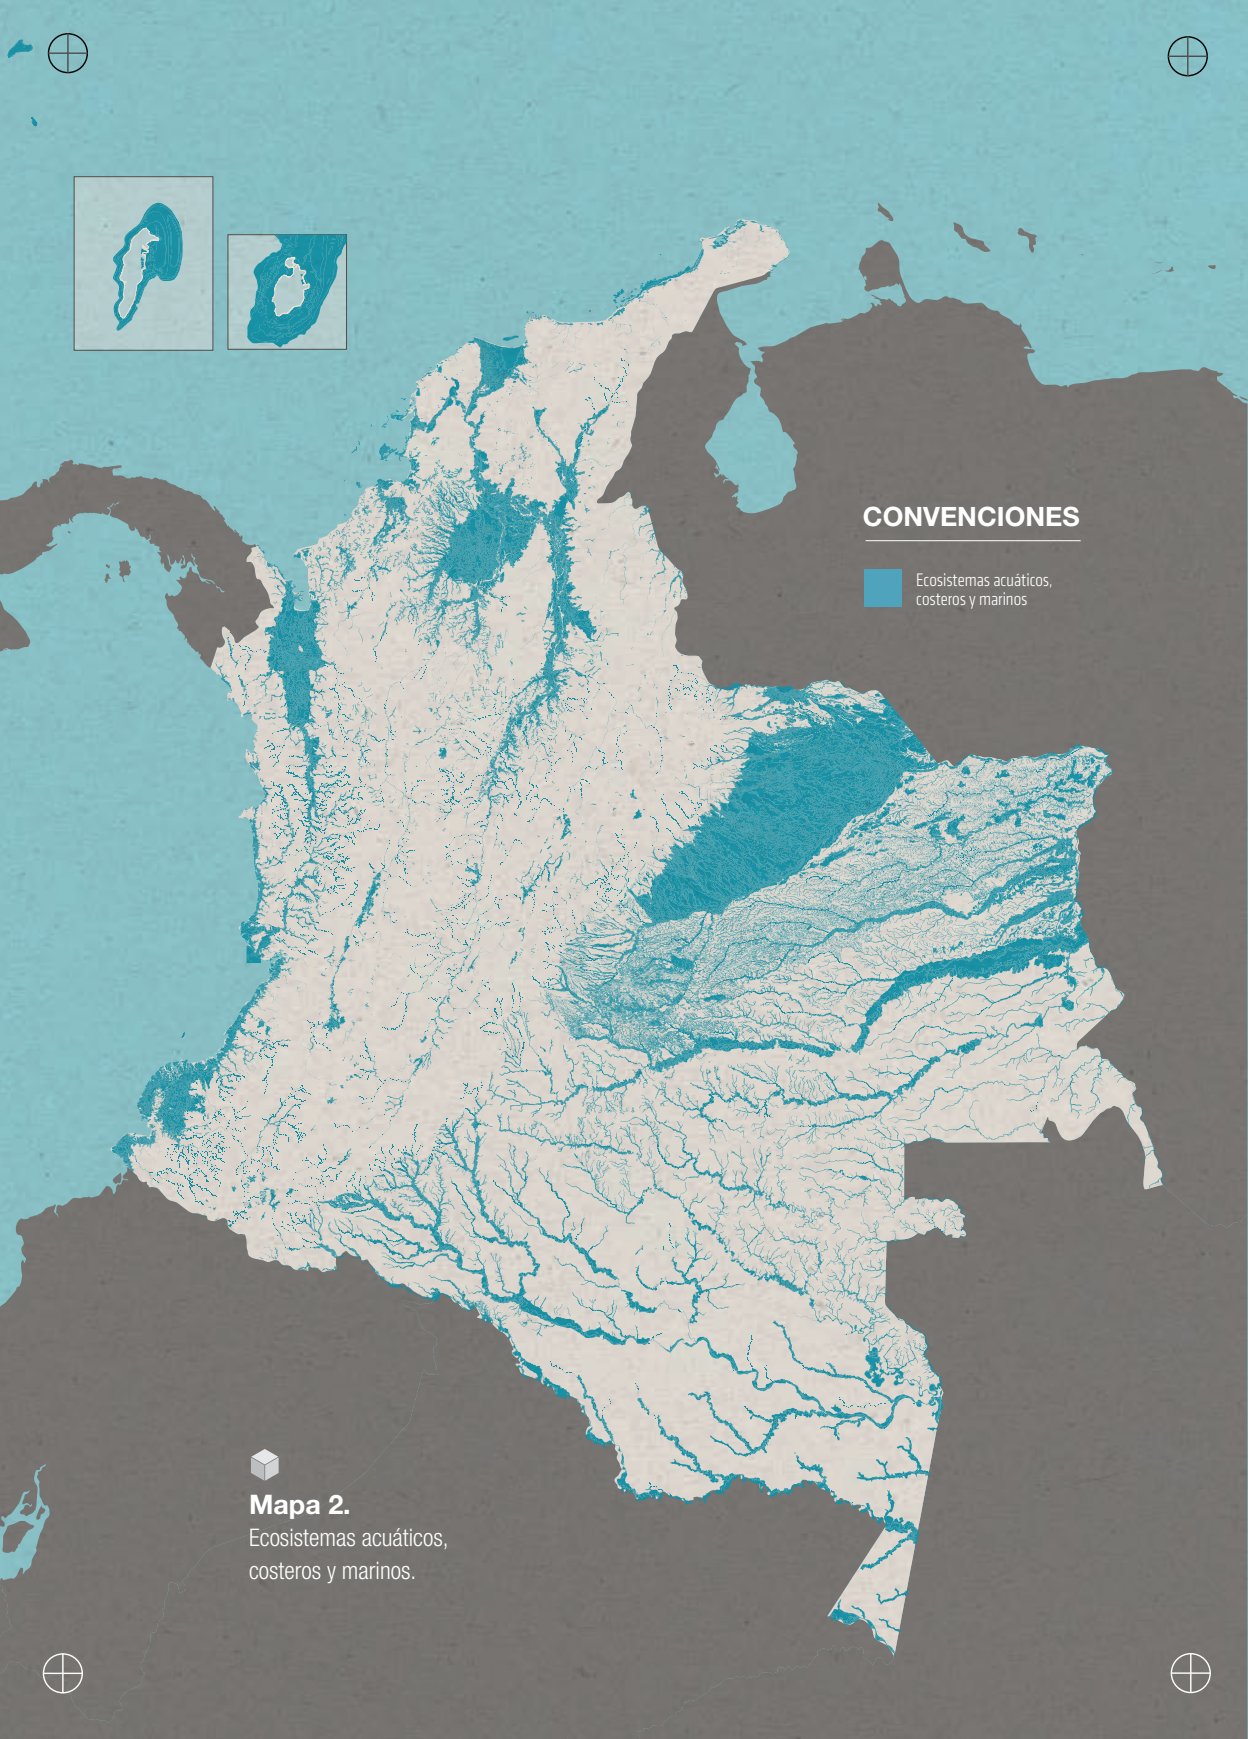 CONVENCIONES
Ecosistemas acuáticos,
costeros y marinos
Mapa 2.
Ecosistemas acuáticos,
costeros y marinos.